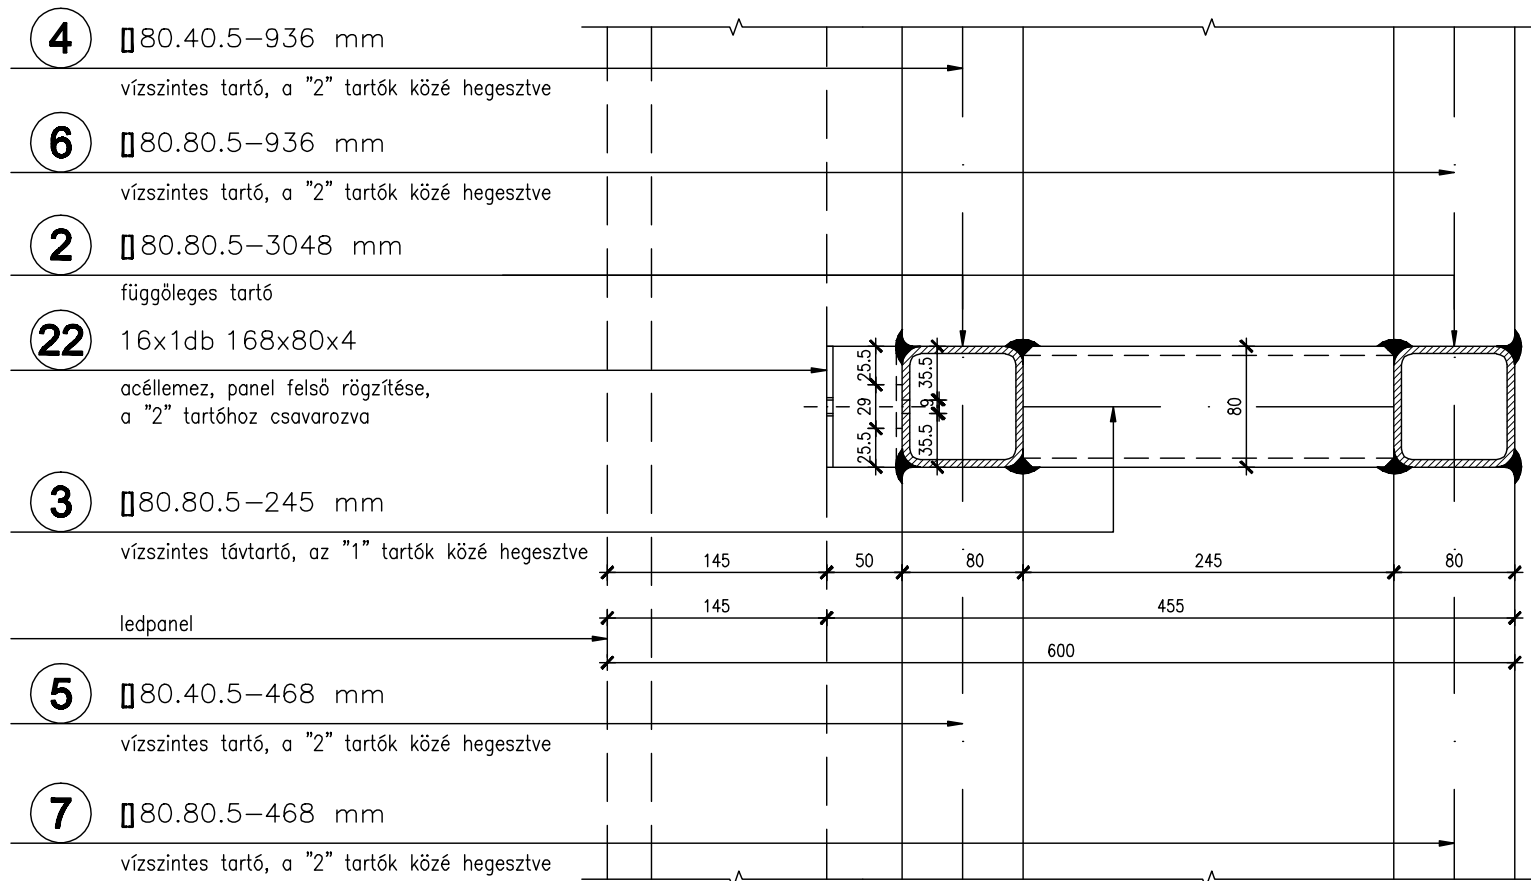 4 ▯80.40.5–936 mm
vízszintes tartó, a "2" tartók közé hegesztve
6 ▯80.80.5–936 mm
vízszintes tartó, a "2" tartók közé hegesztve
2 ▯80.80.5–3048 mm
függőleges tartó
22 16x1db 168x80x4
acéllemez, panel felső rögzítése,
a "2" tartóhoz csavarozva
25.5 29 25.5
35.5 9 35.5
80
3 ▯80.80.5–245 mm
vízszintes távtartó, az "1" tartók közé hegesztve
145 50 80 245 80
145 455
ledpanel
600
5 ▯80.40.5–468 mm
vízszintes tartó, a "2" tartók közé hegesztve
7 ▯80.80.5–468 mm
vízszintes tartó, a "2" tartók közé hegesztve